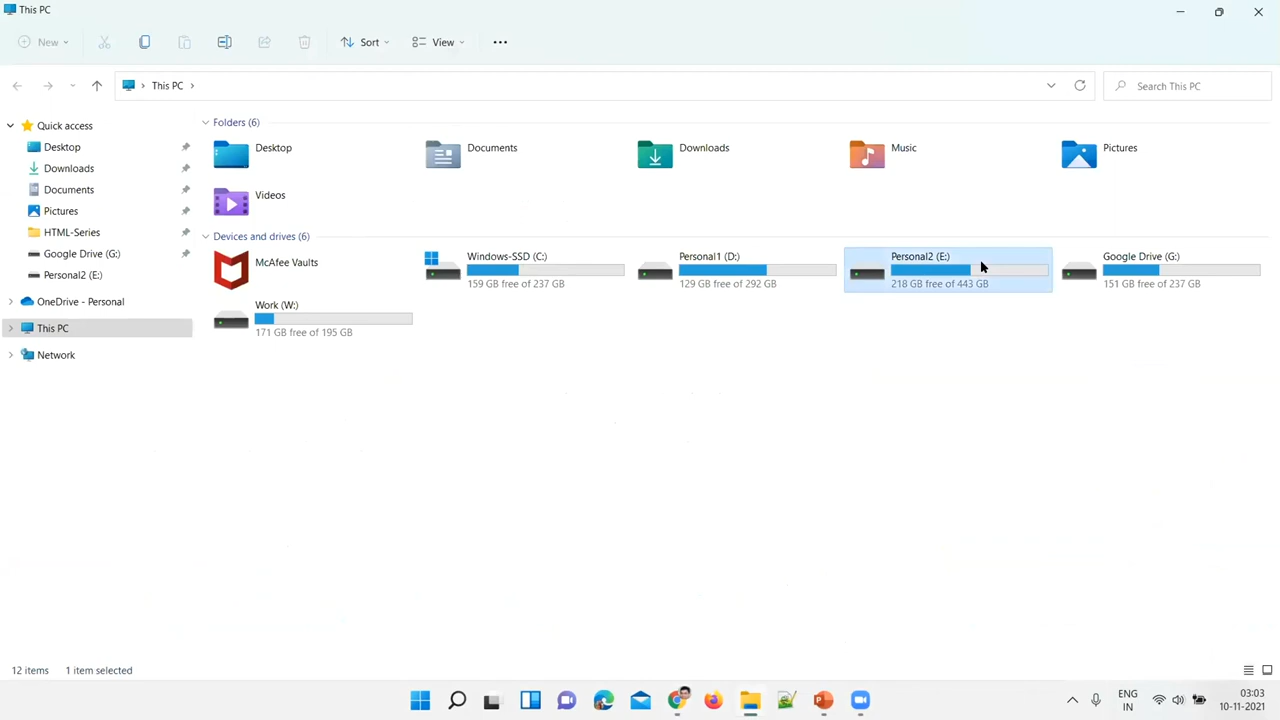 This PC
New
Sort
View
This PC
Search This PC
Quick access
Desktop
Downloads
Documents
Pictures
HTML-Series
Google Drive (G:)
Personal2 (E:)
OneDrive - Personal
This PC
Network
Folders (6)
Desktop
Documents
Downloads
Music
Pictures
Videos
Devices and drives (6)
McAfee Vaults
Windows-SSD (C:)
159 GB free of 237 GB
Personal1 (D:)
129 GB free of 292 GB
Personal2 (E:)
218 GB free of 443 GB
Google Drive (G:)
151 GB free of 237 GB
Work (W:)
171 GB free of 195 GB
12 items
1 item selected
ENG
IN
03:03
10-11-2021